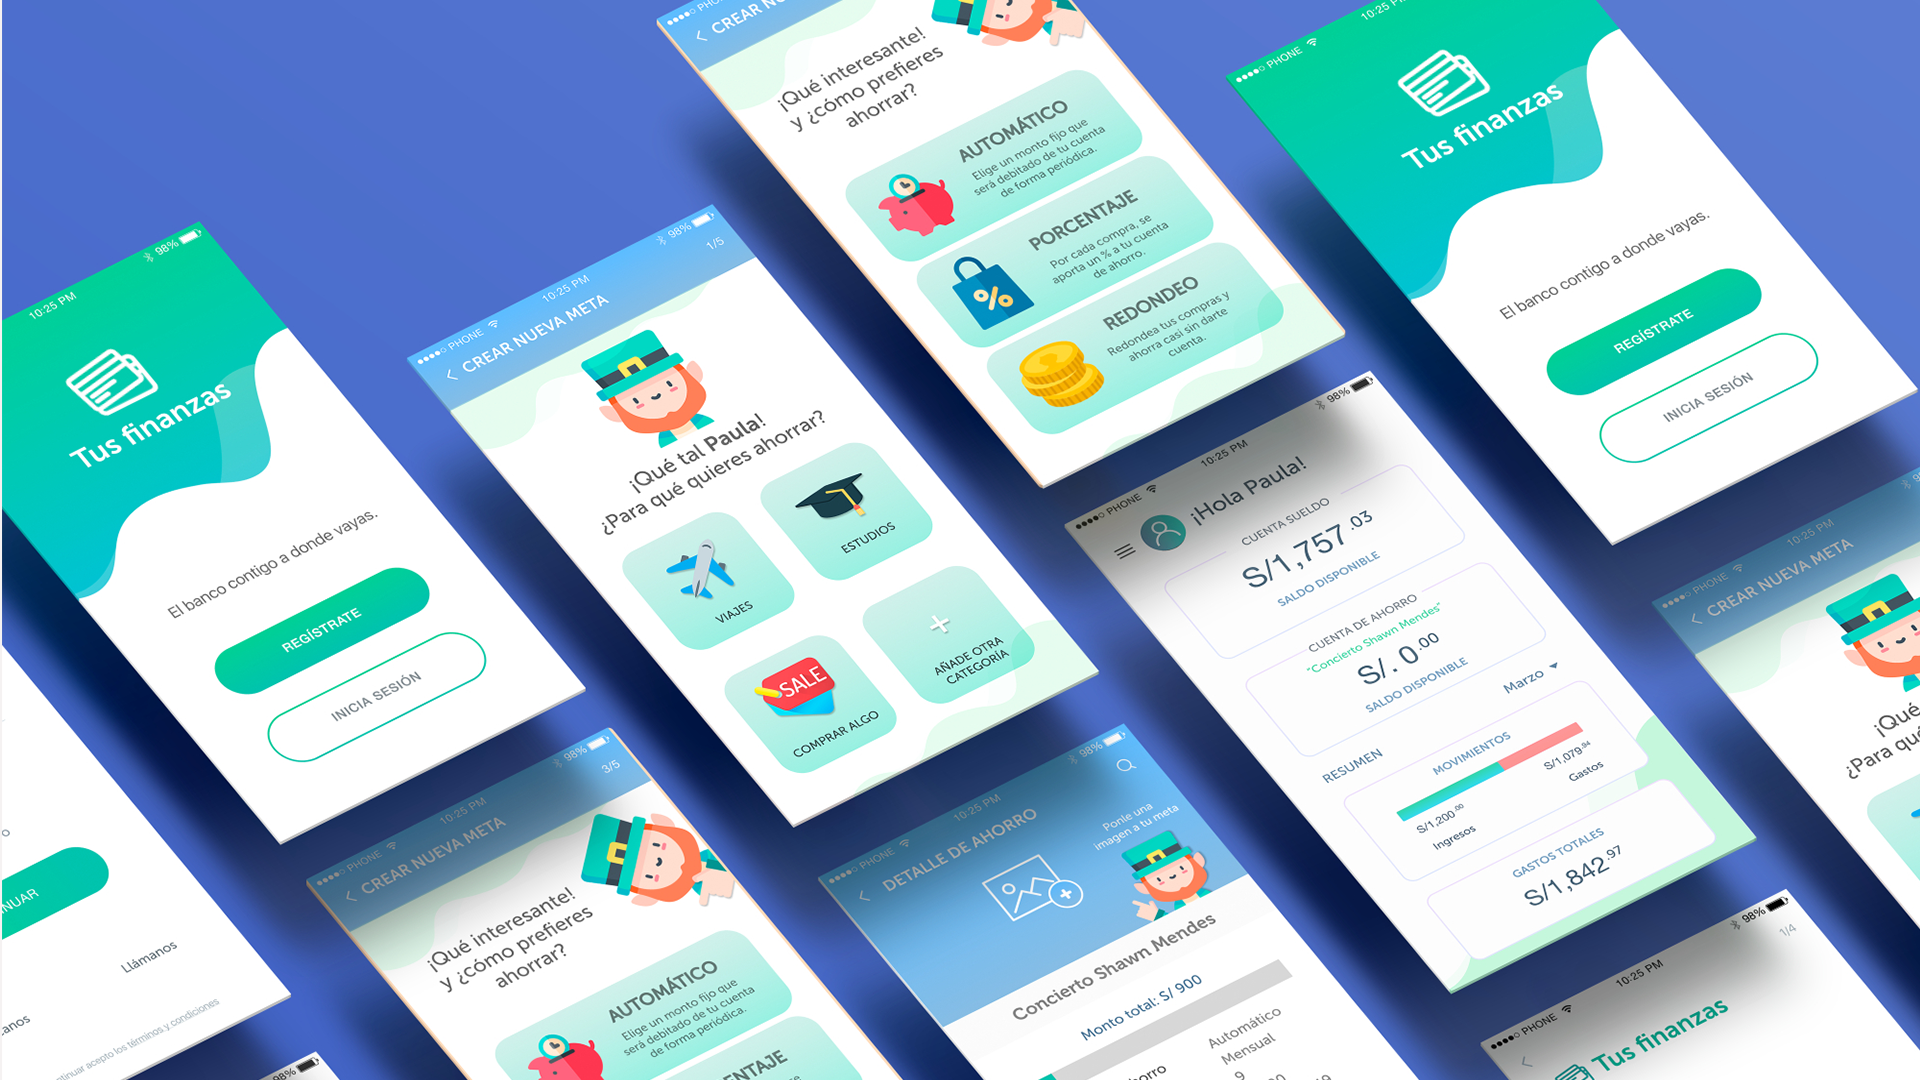 10:25 PM
98%
Tus finanzas
El banco contigo a donde vayas.
REGÍSTRATE
INICIA SESIÓN
PHONE
10:25 PM
98%
CREAR NUEVA META
1/5
¡Qué tal Paula!
¿Para qué quieres ahorrar?
VIAJES
ESTUDIOS
SALE
COMPRAR ALGO
AÑADE OTRA
CATEGORÍA
CREAR NUEVA META
¡Qué interesante!
y ¿cómo prefieres
ahorrar?
AUTOMÁTICO
Elige un monto fijo que
será debitado de tu cuenta
de forma periódica.
PORCENTAJE
Por cada compra, se
aporta un % a tu cuenta
de ahorro.
REDONDEO
Redondea tus compras y
ahorra casi sin darte
cuenta.
PHONE
10:25 PM
Tus finanzas
El banco contigo a donde vayas.
REGÍSTRATE
INICIA SESIÓN
PHONE
10:25 PM
98%
¡Hola Paula!
CUENTA SUELDO
S/1,757.03
SALDO DISPONIBLE
CUENTA DE AHORRO
"Concierto Shawn Mendes"
S/. 0.00
SALDO DISPONIBLE
Marzo
RESUMEN
MOVIMIENTOS
S/1,200.00
Ingresos
S/1,079.94
Gastos
GASTOS TOTALES
S/1,842.97
PHONE
10:25 PM
CREAR NUEVA META
¿Para qué
Llámanos
términos y condiciones
98%
PHONE
10:25 PM
98%
CREAR NUEVA META
3/5
¡Qué interesante!
y ¿cómo prefieres
ahorrar?
AUTOMÁTICO
Elige un monto fijo que
será debitado de tu cuenta
de forma periódica.
PHONE
10:25 PM
98%
DETALLE DE AHORRO
Ponle una
imagen a tu meta
Concierto Shawn Mendes
Monto total: S/ 900
Automático
Mensual
PHONE
10:25 PM
98%
1/4
Tus finanzas